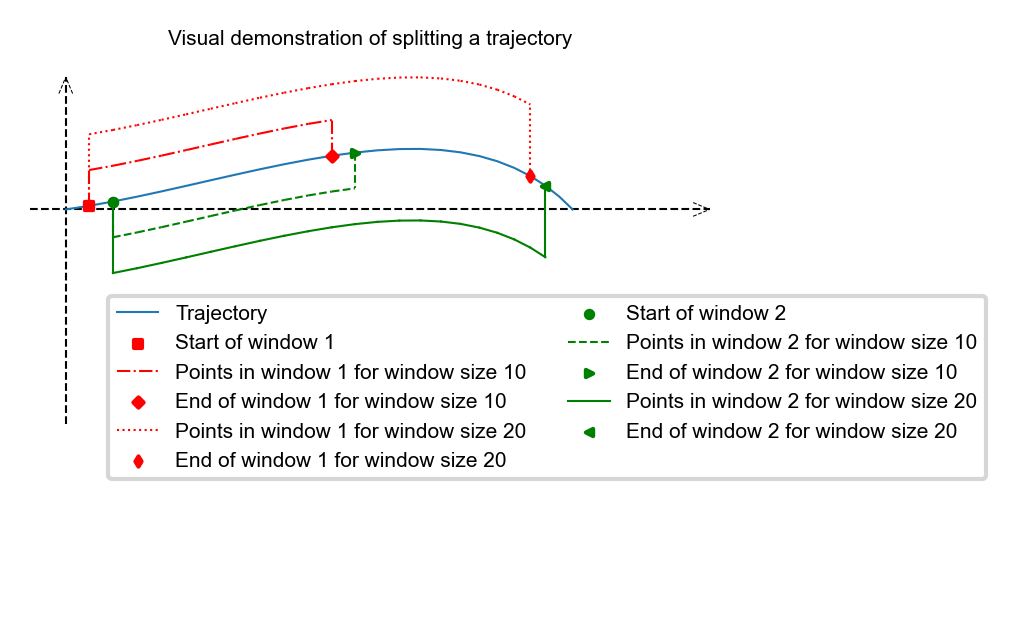 Visual demonstration of splitting a trajectory
Trajectory
Start of window 1
Points in window 1 for window size 10
End of window 1 for window size 10
Points in window 1 for window size 20
End of window 1 for window size 20
Start of window 2
Points in window 2 for window size 10
End of window 2 for window size 10
Points in window 2 for window size 20
End of window 2 for window size 20